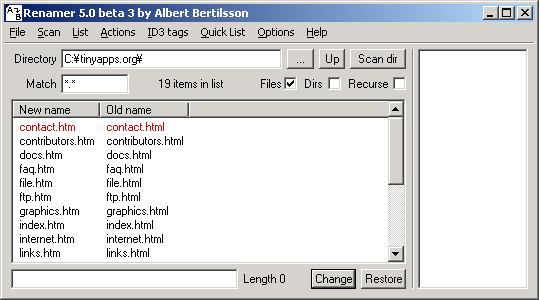 Renamer 5.0 beta 3 by Albert Bertilsson
File Scan List Actions ID3 tags Quick List Options Help
Directory C:¥tinyapps.org¥ ... Up Scan dir
Match *.* 19 items in list Files Dirs Recurse
New name Old name
contact.htm contact.html
contributors.htm contributors.html
docs.htm docs.html
faq.htm faq.html
file.htm file.html
ftp.htm ftp.html
graphics.htm graphics.html
index.htm index.html
internet.htm internet.html
links.htm links.html
Length 0 Change Restore